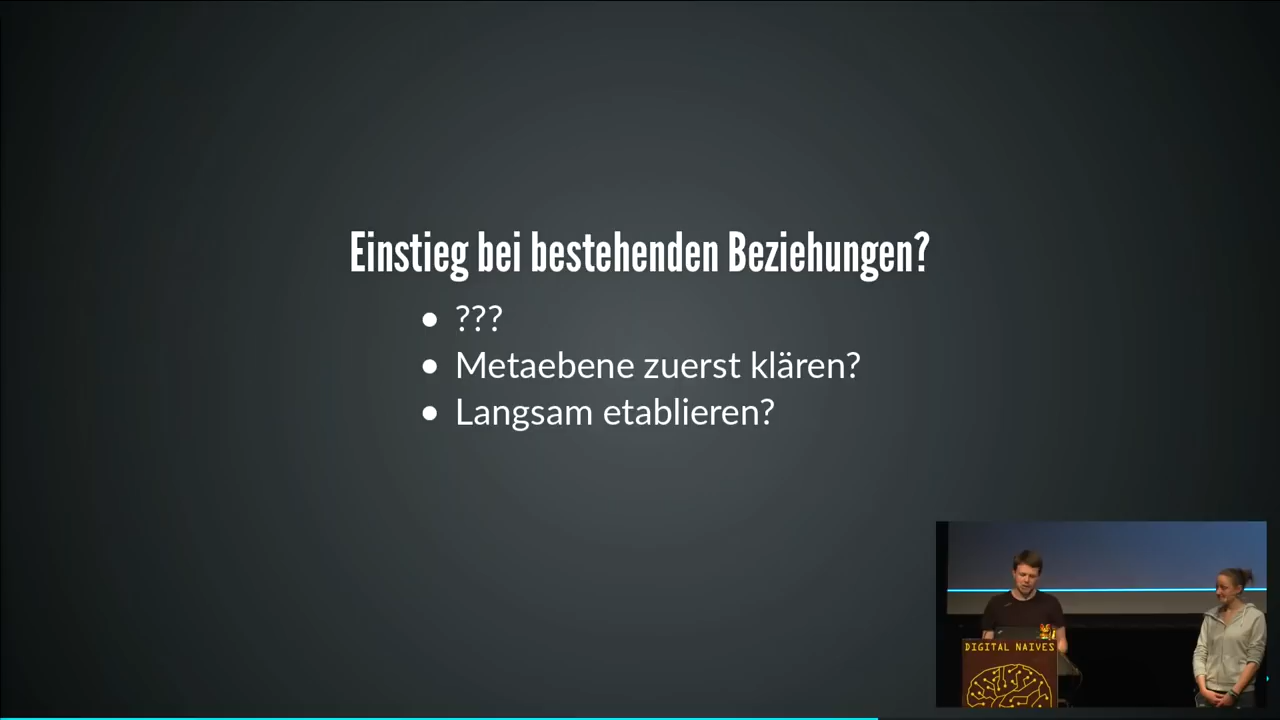 Einstieg bei bestehenden Beziehungen?
???
Metaebene zuerst klären?
Langsam etablieren?
DIGITAL NAIVES